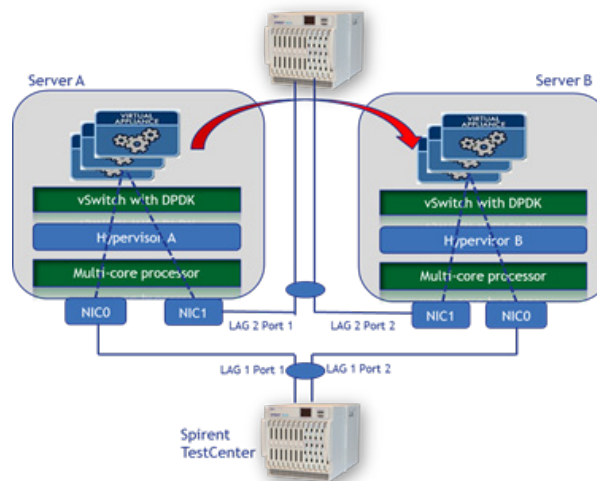 Server A
Server B
VIRTUAL
APPLIANCE
VIRTUAL
APPLIANCE
vSwitch with DPDK
vSwitch with DPDK
Hypervisor A
Hypervisor B
Multi-core processor
Multi-core processor
NIC0
NIC1
NIC1
NIC0
LAG 2 Port 1
LAG 2 Port 2
LAG 1 Port 1
LAG 1 Port 2
Spirent
TestCenter